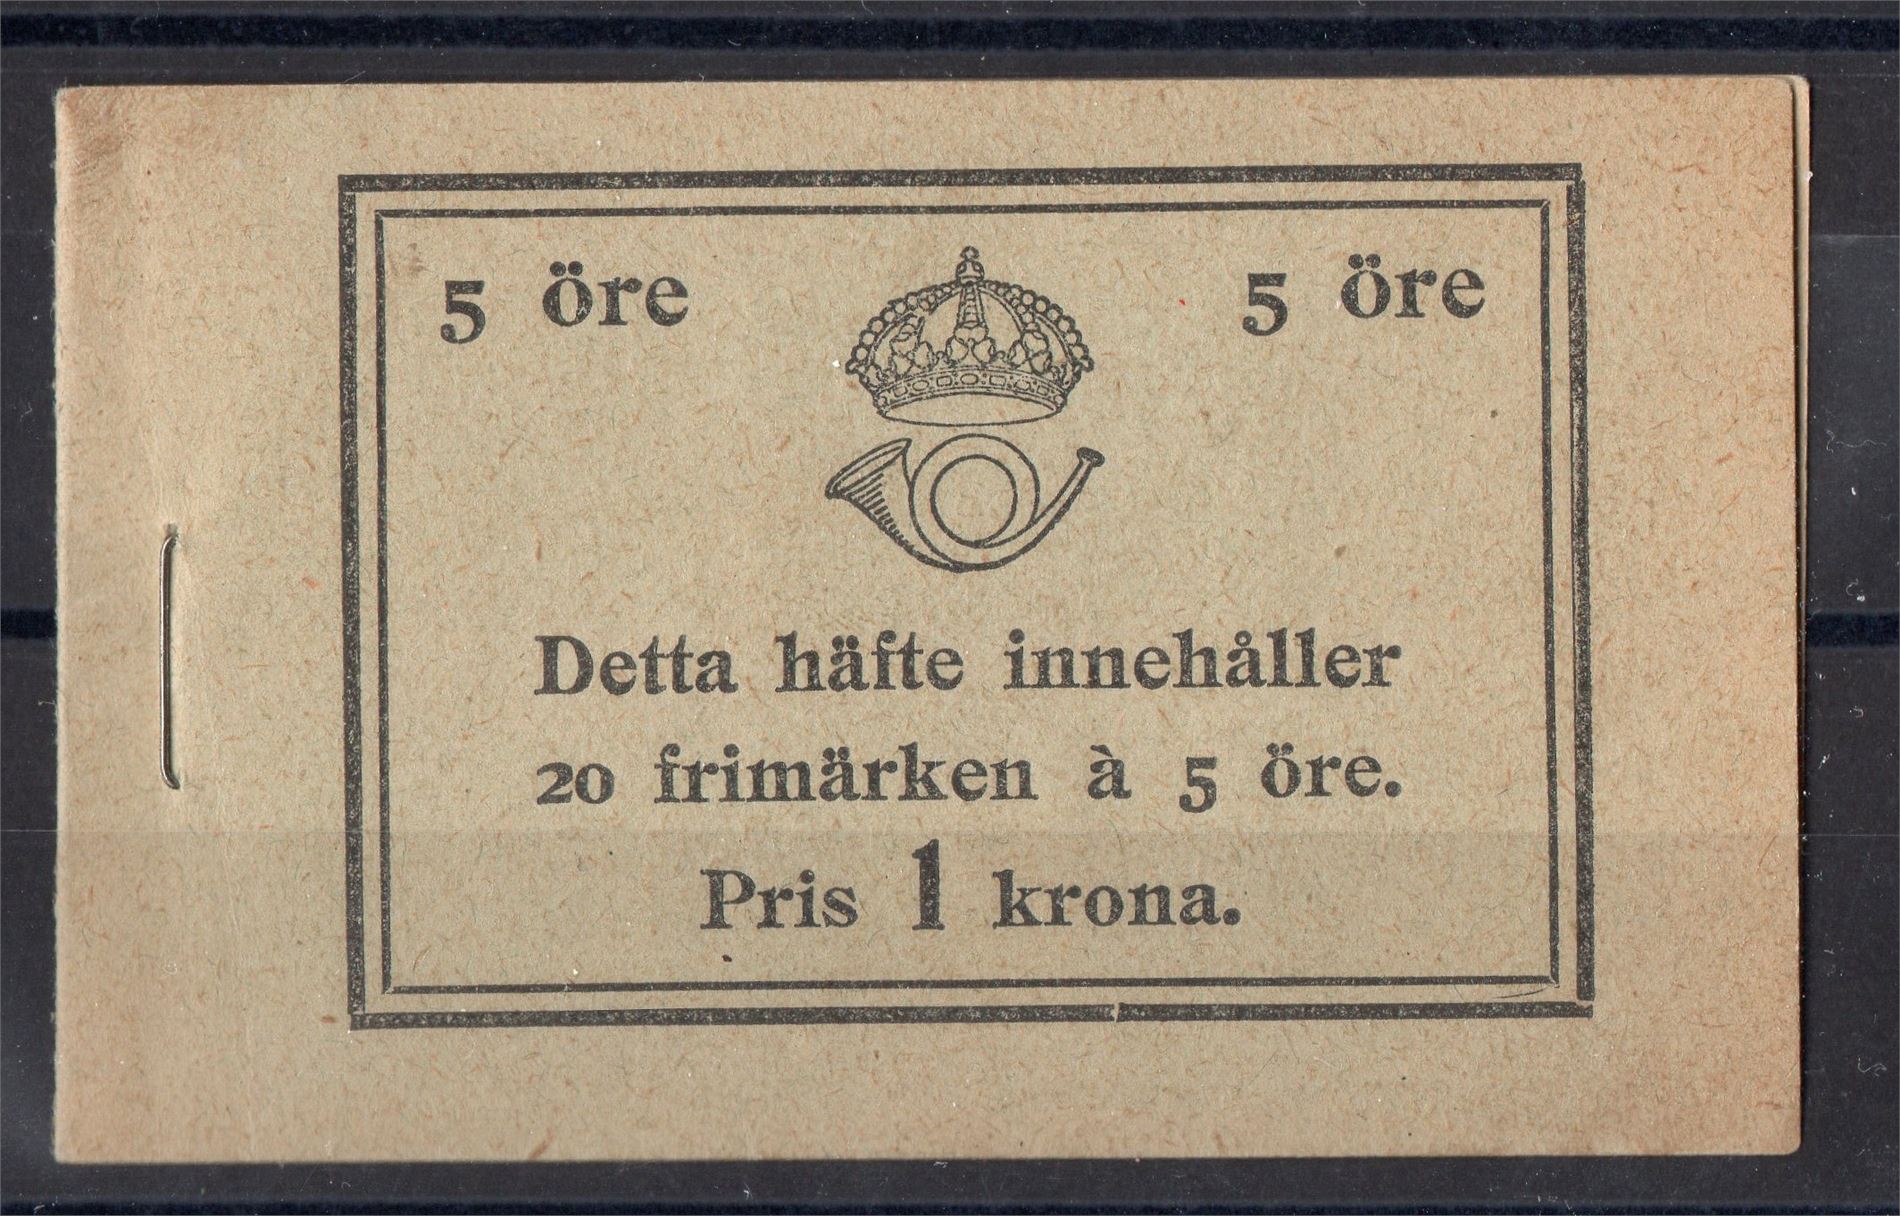 5 öre 5 öre
Detta häfte innehåller
20 frimärken à 5 öre.
Pris 1 krona.